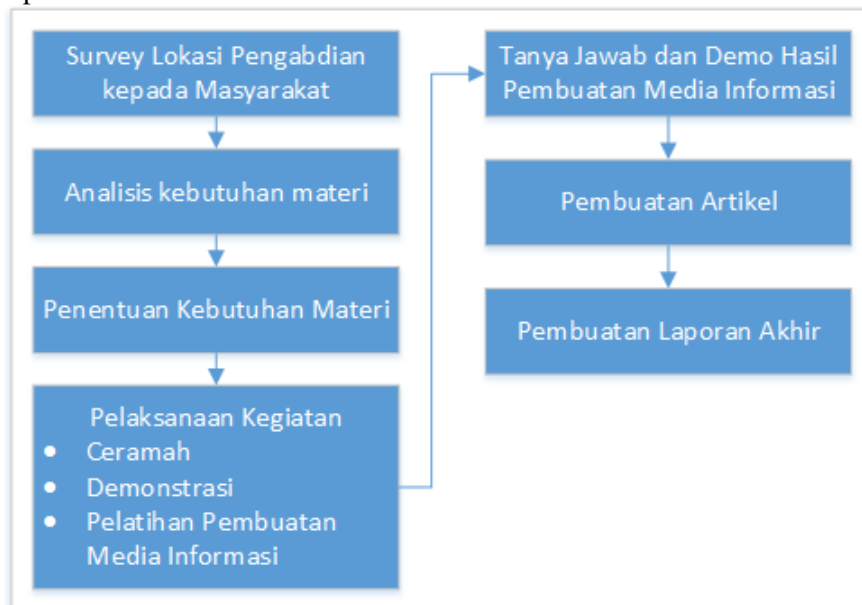 Survey Lokasi Pengabdian
kepada Masyarakat
Analisis kebutuhan materi
Penentuan Kebutuhan Materi
Pelaksanaan Kegiatan
• Ceramah
• Demonstrasi
• Pelatihan Pembuatan
Media Informasi
Tanya Jawab dan Demo Hasil
Pembuatan Media Informasi
Pembuatan Artikel
Pembuatan Laporan Akhir